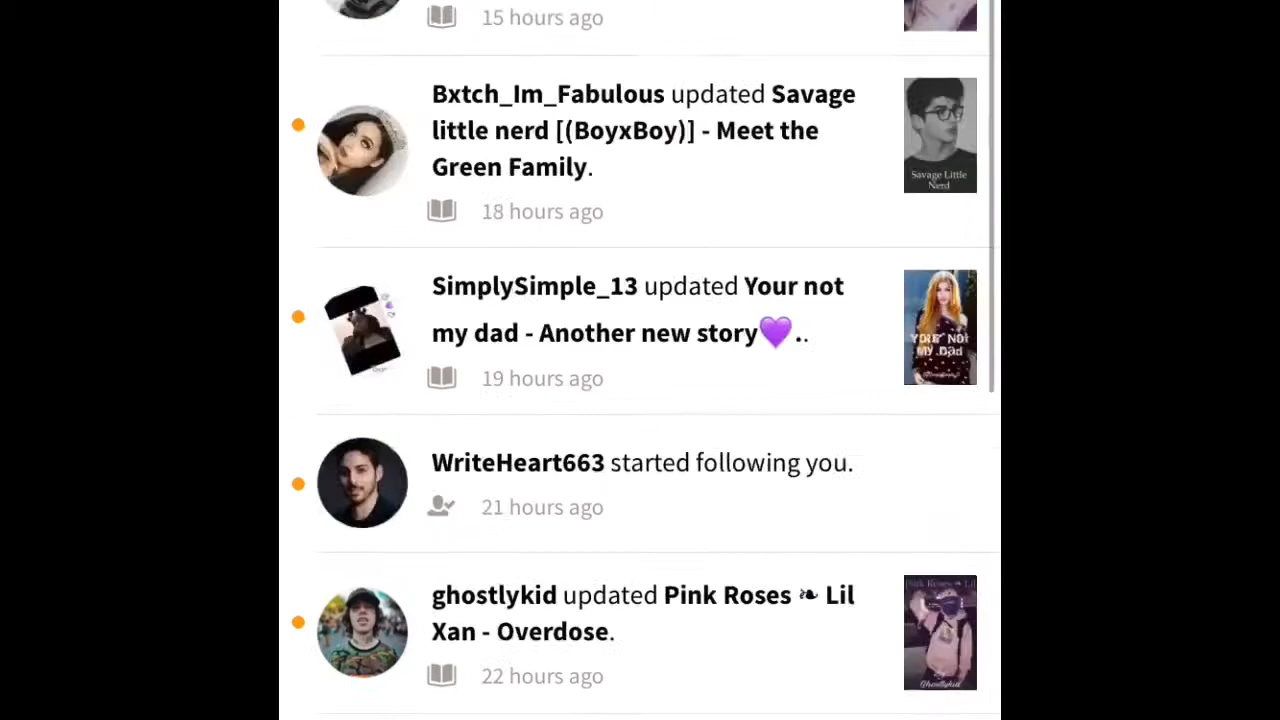 15 hours ago
Bxtch_Im_Fabulous updated Savage
little nerd [(BoyxBoy)] - Meet the
Green Family.
Savage Little
Nerd
18 hours ago
SimplySimple_13 updated Your not
my dad - Another new story💜..
YOUR NOT
MY DAD
19 hours ago
WriteHeart663 started following you.
21 hours ago
ghostlykid updated Pink Roses ❧ Lil
Xan - Overdose.
Pink Roses ❧ Lil
Ghostlykid
22 hours ago